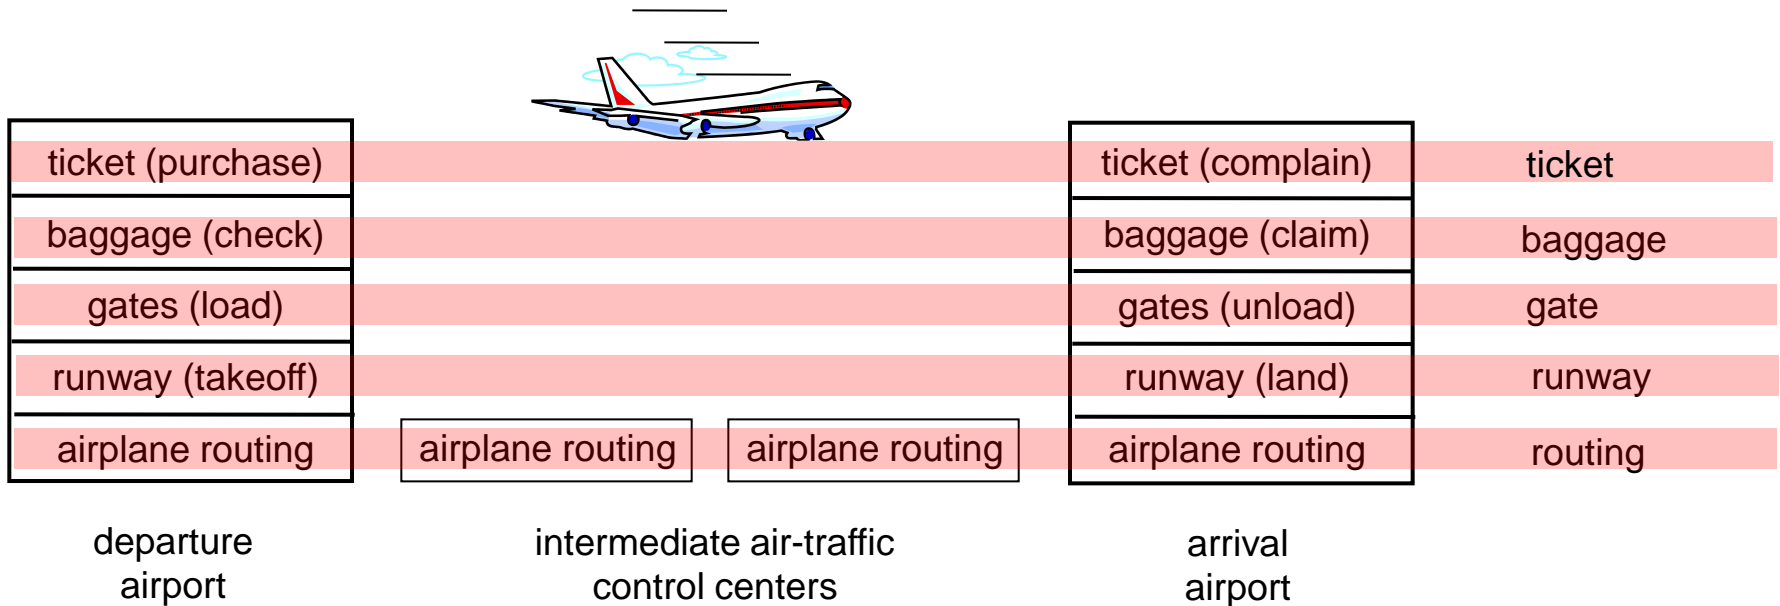 ticket (purchase)
ticket (complain)
ticket
baggage (check)
baggage (claim)
baggage
gates (load)
gates (unload)
gate
runway (takeoff)
runway (land)
runway
airplane routing
airplane routing
airplane routing
airplane routing
routing
departure
airport
intermediate air-traffic
control centers
arrival
airport